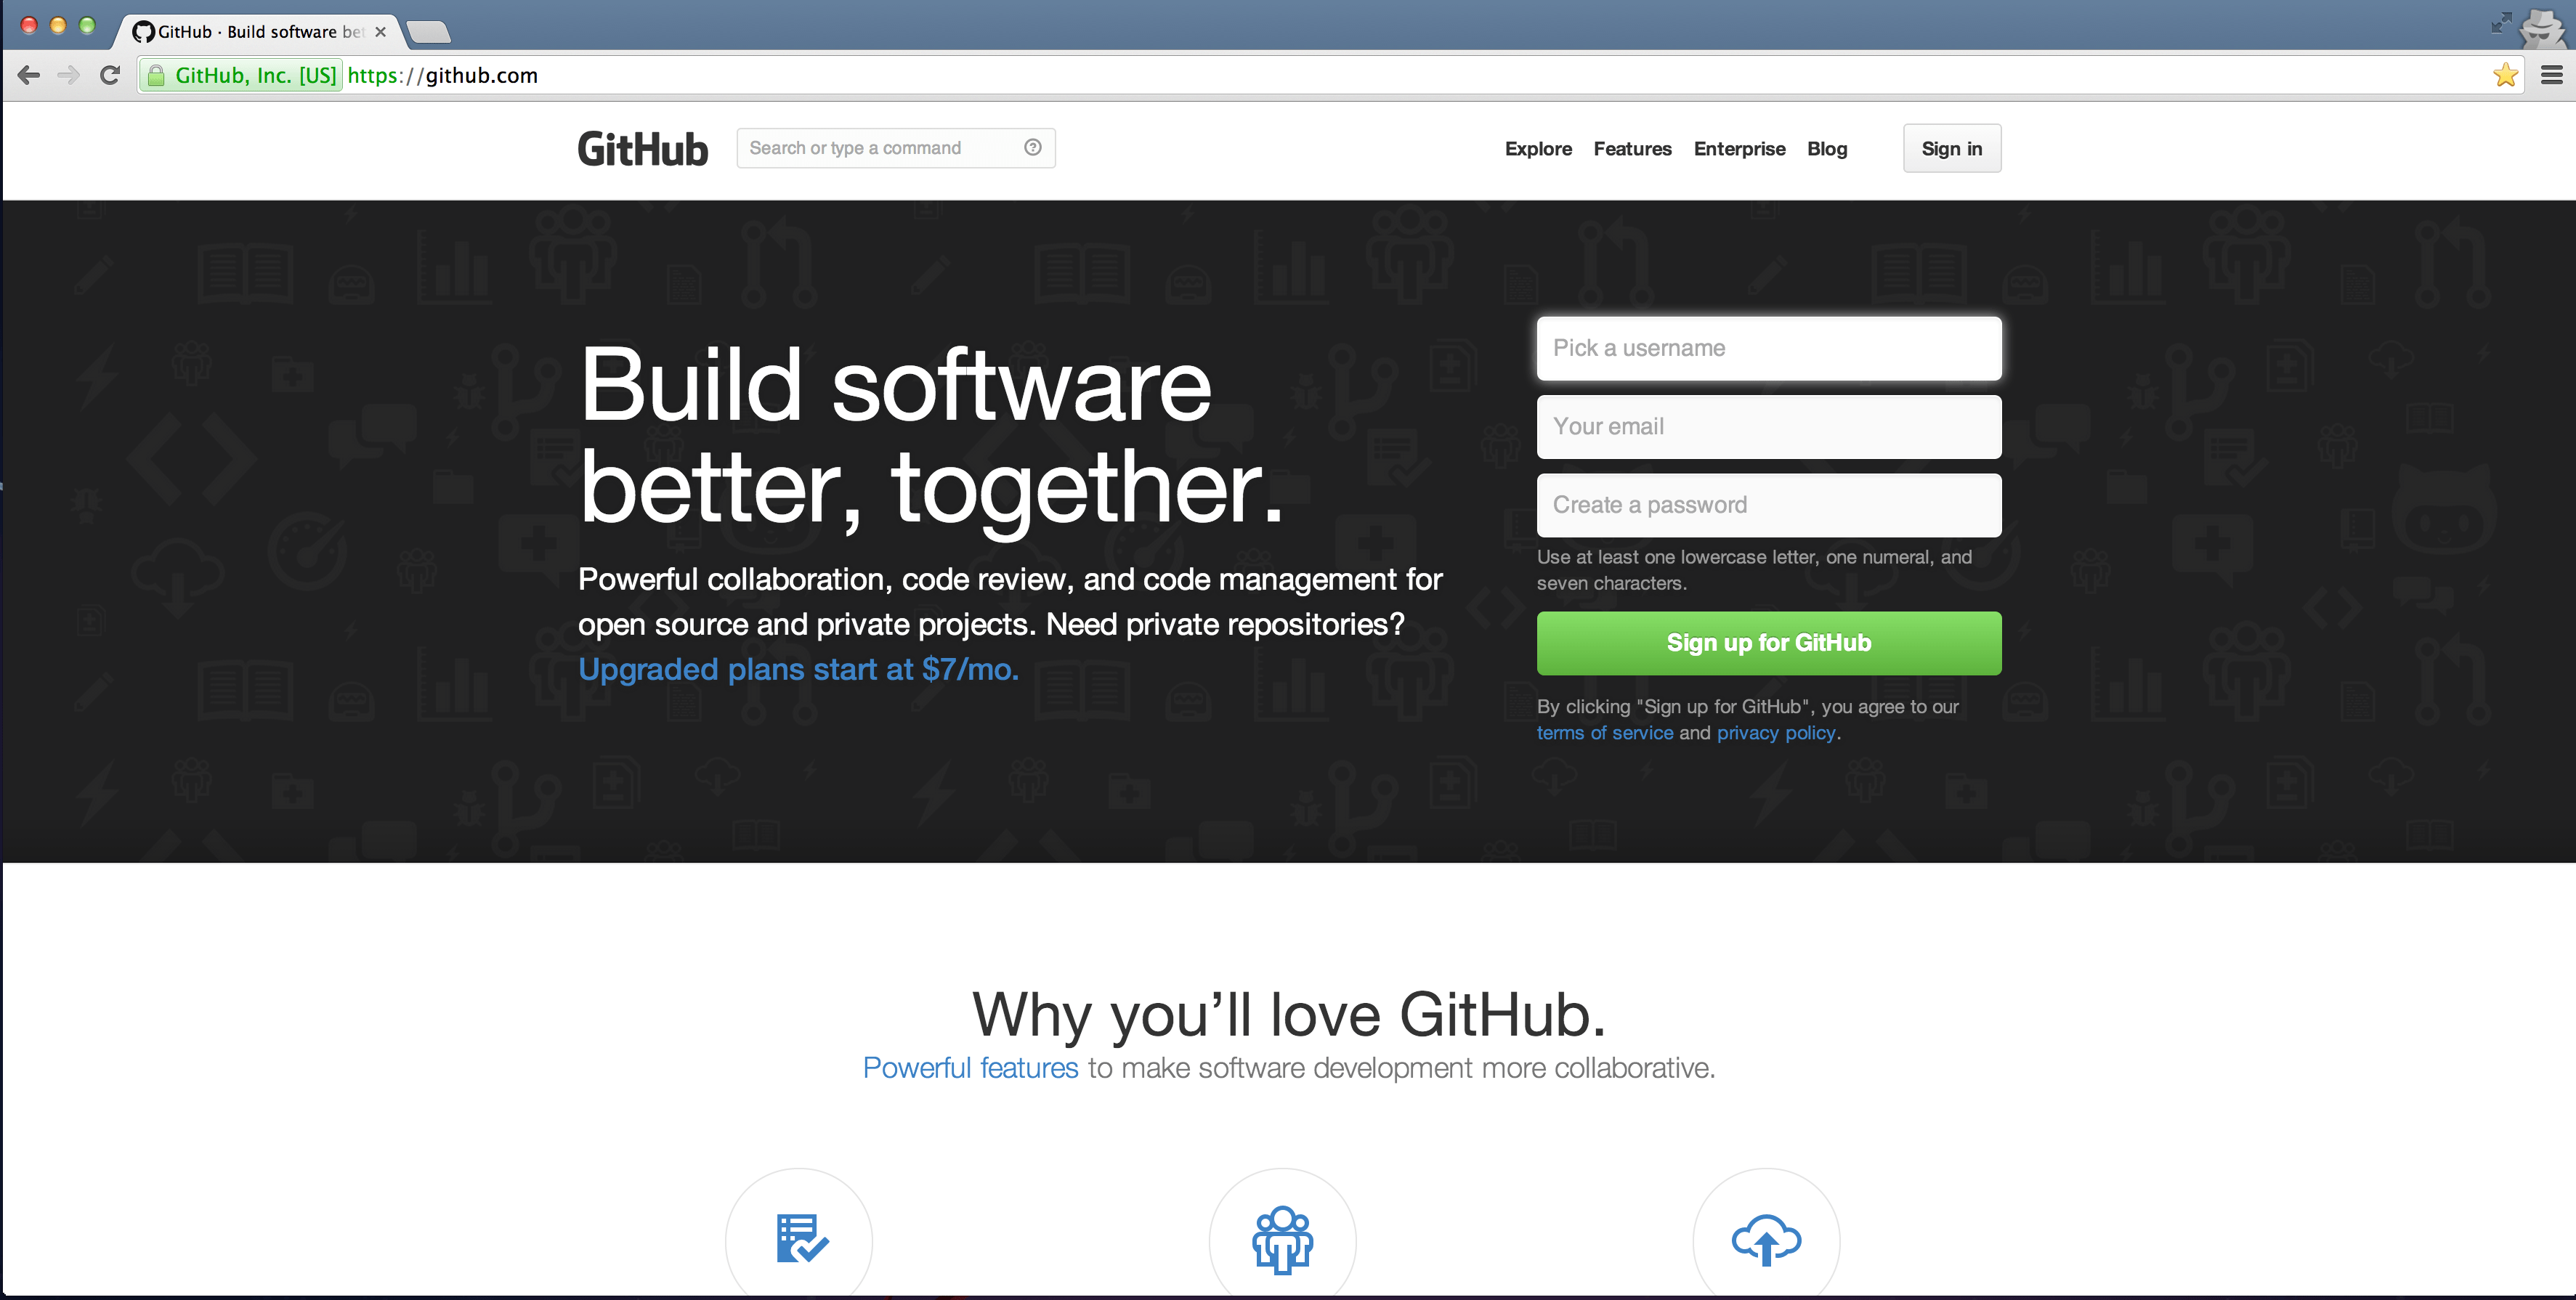 GitHub · Build software bet
GitHub, Inc. [US] https://github.com
GitHub
Search or type a command
Explore Features Enterprise Blog Sign in
Build software
better, together.
Powerful collaboration, code review, and code management for
open source and private projects. Need private repositories?
Upgraded plans start at $7/mo.
Pick a username
Your email
Create a password
Use at least one lowercase letter, one numeral, and
seven characters.
Sign up for GitHub
By clicking "Sign up for GitHub", you agree to our
terms of service and privacy policy.
Why you’ll love GitHub.
Powerful features to make software development more collaborative.